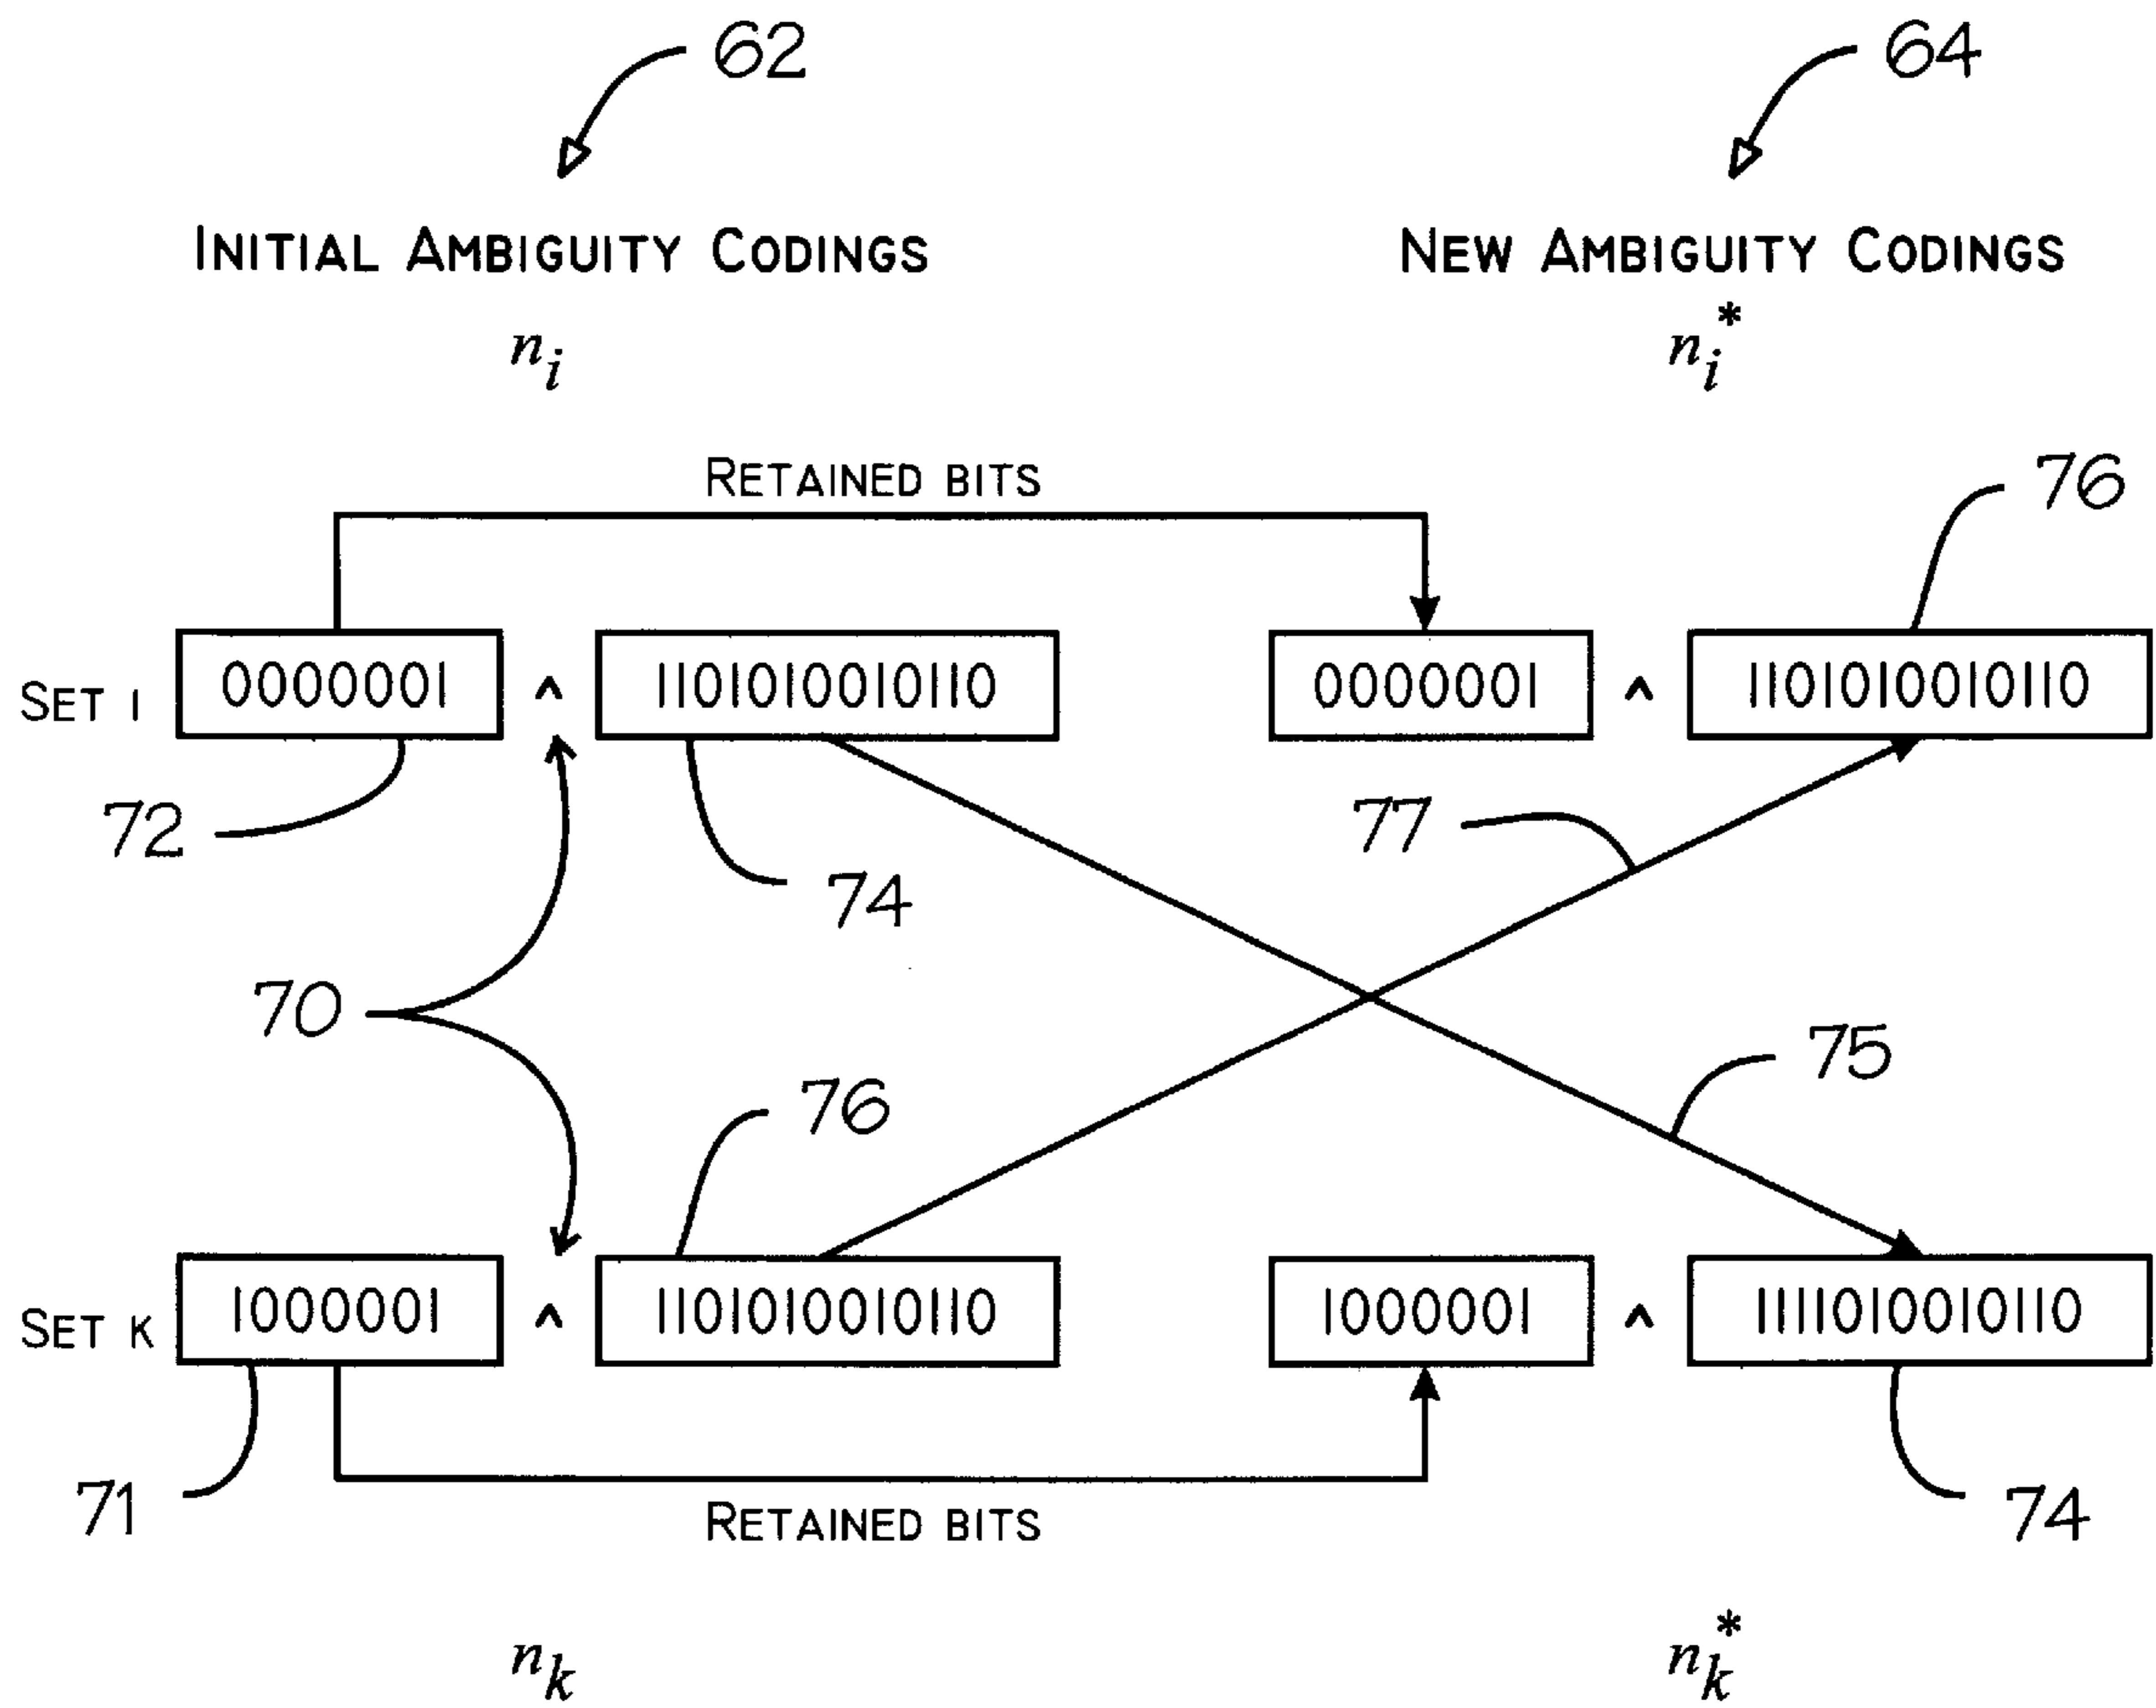 62
64
INITIAL AMBIGUITY CODINGS
NEW AMBIGUITY CODINGS
n_i
n_i*
RETAINED BITS
76
SET I 0000001 ^ 1101010010110 0000001 ^ 1101010010110
72
74
77
70
75
76
SET K 1000001 ^ 1101010010110 1000001 ^ 1111010010110
71
RETAINED BITS
74
n_k
n_k*